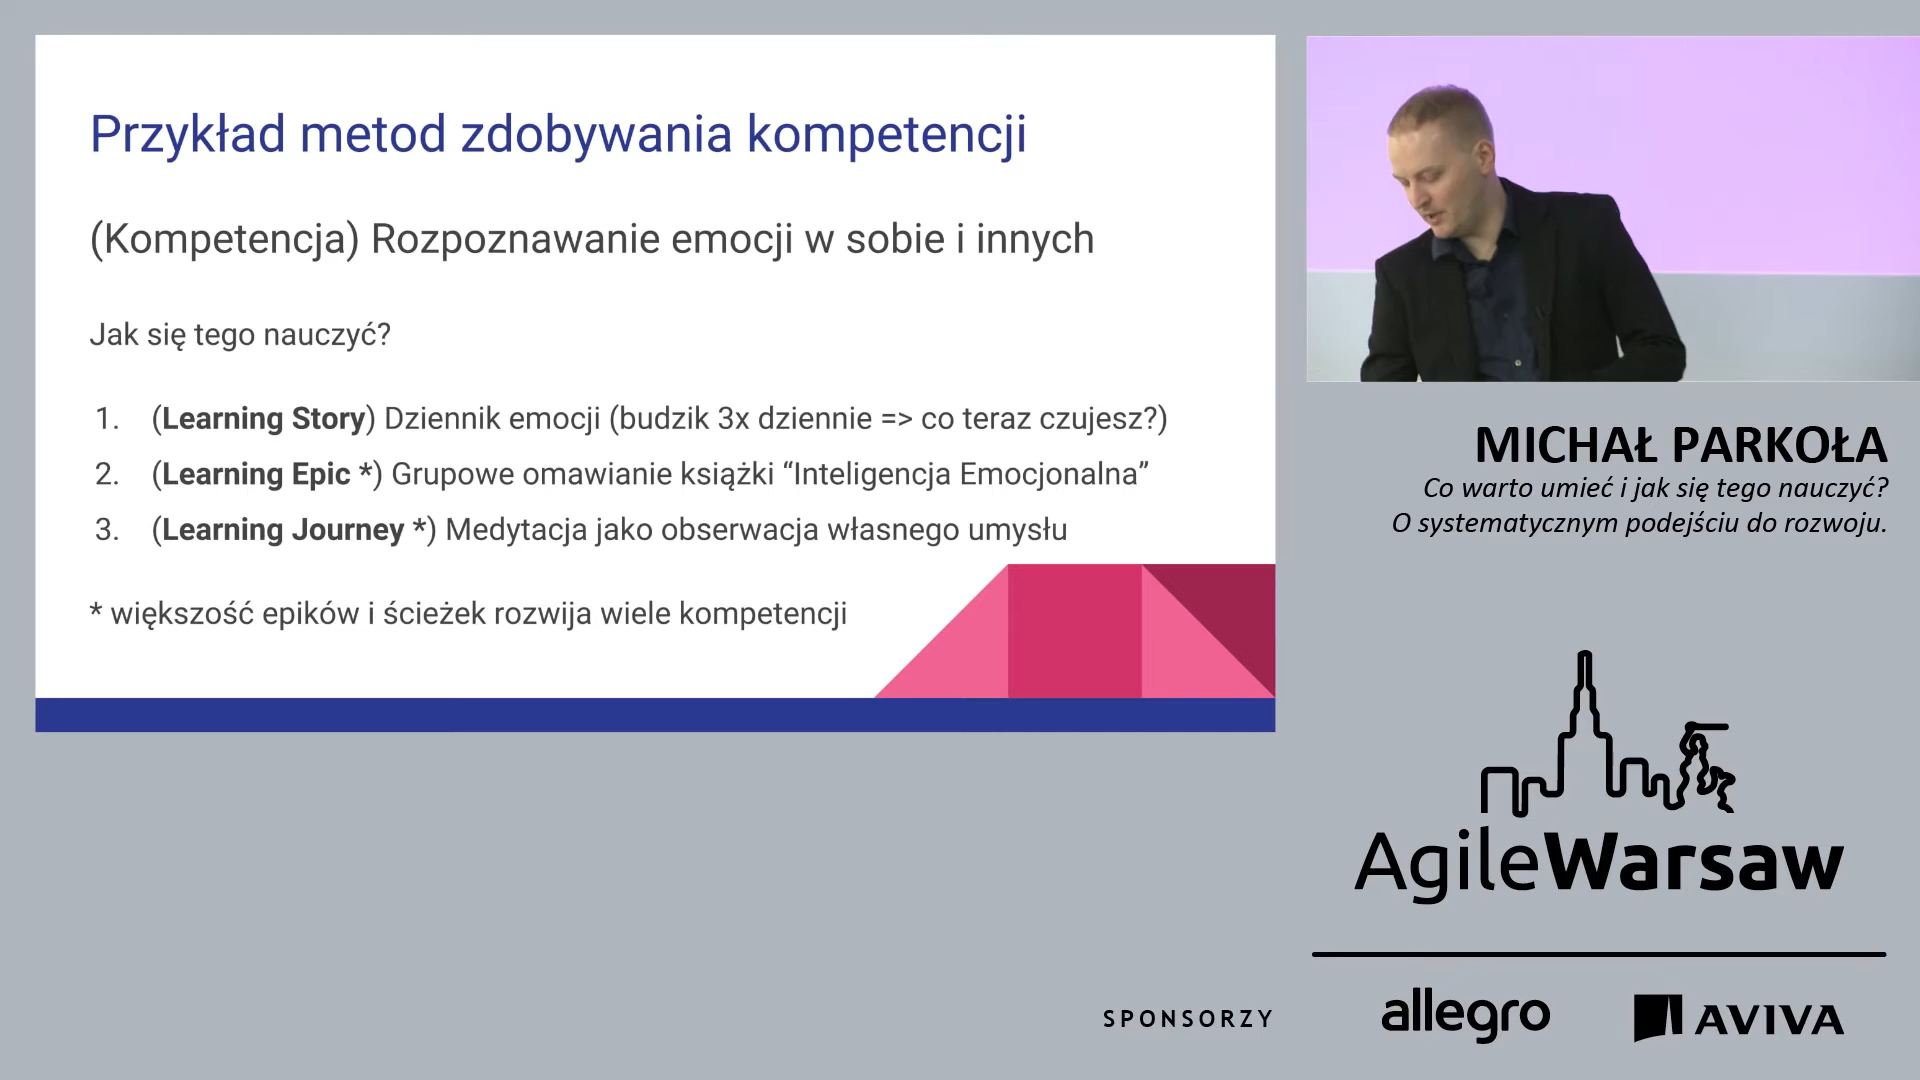 Przykład metod zdobywania kompetencji
(Kompetencja) Rozpoznawanie emocji w sobie i innych
Jak się tego nauczyć?
1. (Learning Story) Dziennik emocji (budzik 3x dziennie => co teraz czujesz?)
2. (Learning Epic *) Grupowe omawianie książki “Inteligencja Emocjonalna”
3. (Learning Journey *) Medytacja jako obserwacja własnego umysłu
* większość epików i ścieżek rozwija wiele kompetencji
MICHAŁ PARKOŁA
Co warto umieć i jak się tego nauczyć?
O systematycznym podejściu do rozwoju.
AgileWarsaw
SPONSORZY
allegro
AVIVA